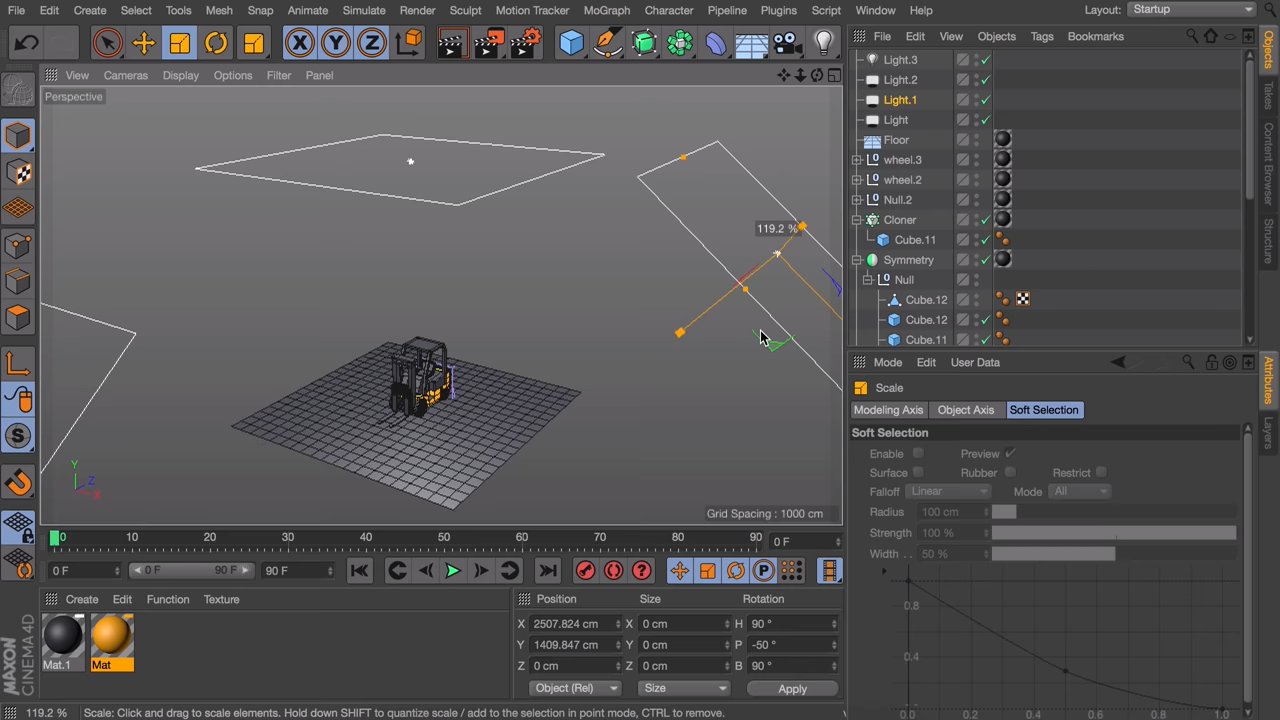 File Edit Create Select Tools Mesh Snap Animate Simulate Render Sculpt Motion Tracker MoGraph Character Pipeline Plugins Script Window Help Layout: Startup
X Y Z
File Edit View Objects Tags Bookmarks
View Cameras Display Options Filter Panel
Perspective
Light.3
Light.2
Light.1
Light
Floor
wheel.3
wheel.2
Null.2
Cloner
Cube.11
Symmetry
Null
Cube.12
Cube.12
Cube.11
119.2 %
Y
Z
X
Grid Spacing : 1000 cm
Objects
Takes
Content Browser
Structure
Mode Edit User Data
Scale
Modeling Axis Object Axis Soft Selection
Soft Selection
Enable Preview
Surface Rubber Restrict
Falloff Linear Mode All
Radius 100 cm
Strength 100 %
Width . . 50 %
0.8
0.4
0.0 0.2 0.4 0.6 0.8 1.0
Attributes
Layers
S
0 10 20 30 40 50 60 70 80 90 0 F
0 F 0 F 90 F 90 F
P
Create Edit Function Texture
Mat.1 Mat
Position Size Rotation
X 2507.824 cm X 0 cm H 90 °
Y 1409.847 cm Y 0 cm P -50 °
Z 0 cm Z 0 cm B 90 °
Object (Rel) Size Apply
MAXON
CINEMA 4D
119.2 % Scale: Click and drag to scale elements. Hold down SHIFT to quantize scale / add to the selection in point mode, CTRL to remove.